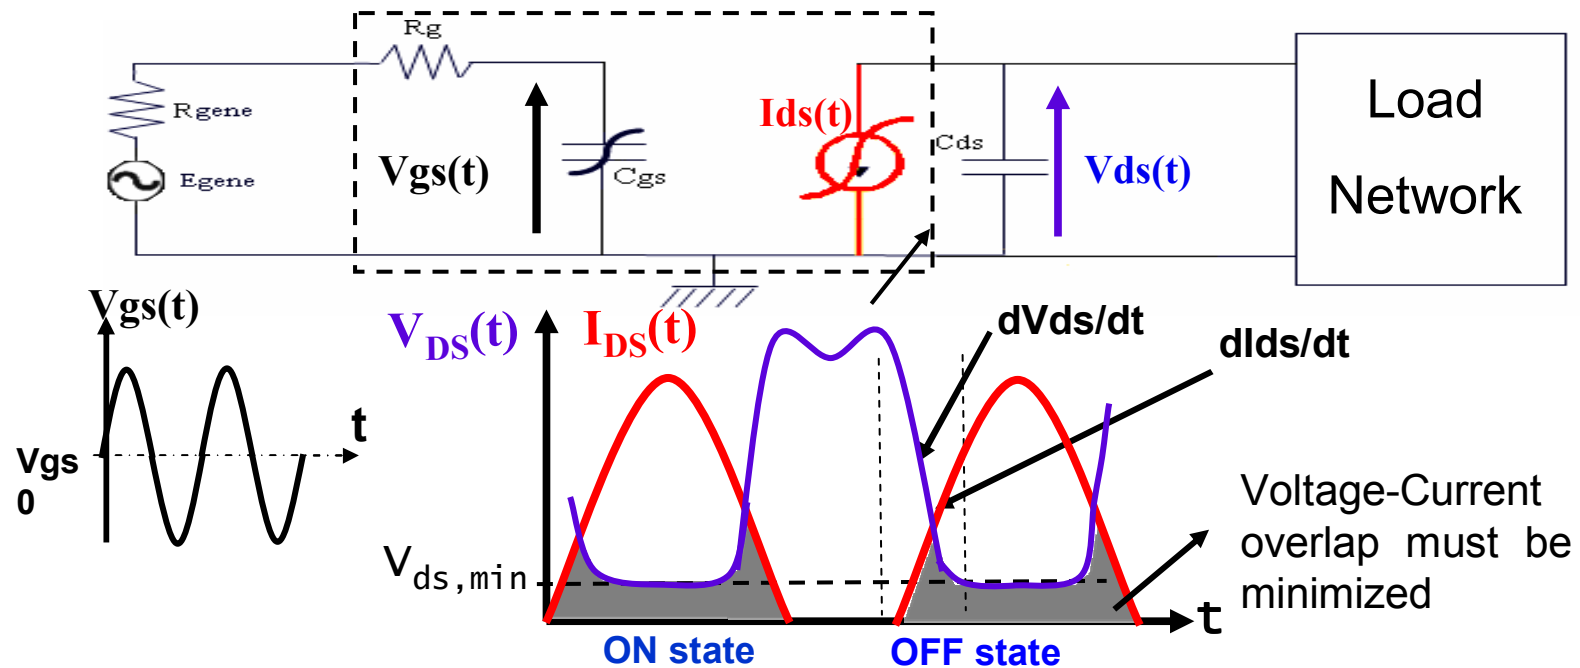 Rg
Rgene
Egene
Vgs(t)
Cgs
Ids(t)
Cds
Vds(t)
Load
Network
Vgs(t)
t
Vgs
0
VDS(t)
IDS(t)
dVds/dt
dIds/dt
Vds,min
Voltage-Current
overlap must be
minimized
t
ON state
OFF state